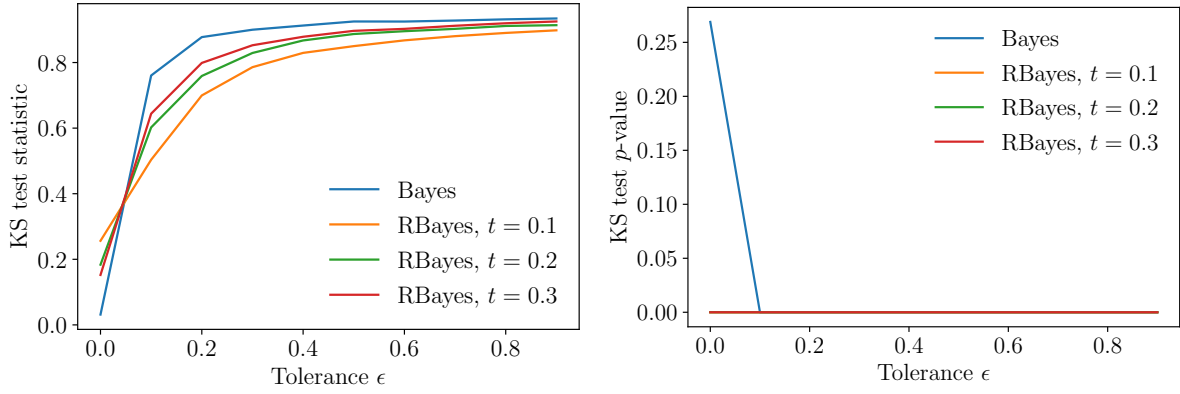 KS test statistic
0.8
0.6
0.4
0.2
0.0
Bayes
RBayes, t = 0.1
RBayes, t = 0.2
RBayes, t = 0.3
0.0 0.2 0.4 0.6 0.8
Tolerance ϵ
KS test p-value
0.25
0.20
0.15
0.10
0.05
0.00
Bayes
RBayes, t = 0.1
RBayes, t = 0.2
RBayes, t = 0.3
0.0 0.2 0.4 0.6 0.8
Tolerance ϵ